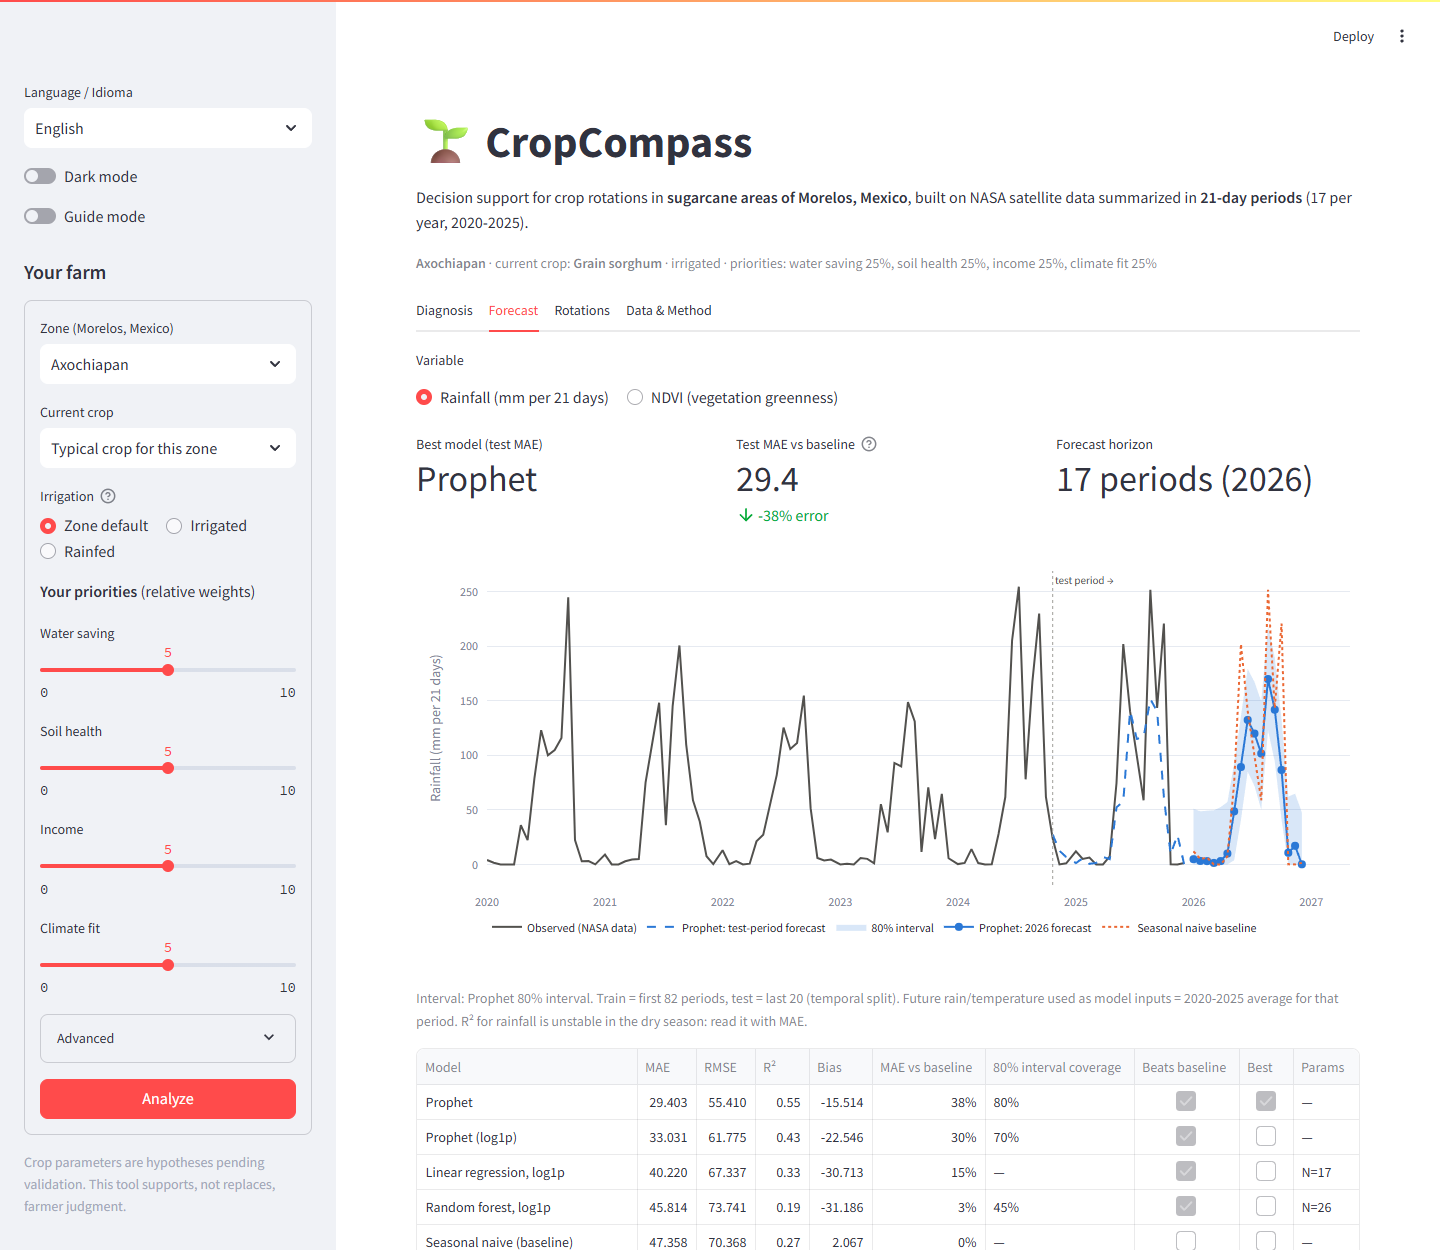 Deploy
Language / Idioma
English
Dark mode
Guide mode
Your farm
Zone (Morelos, Mexico)
Axochiapan
Current crop
Typical crop for this zone
Irrigation
Zone default
Irrigated
Rainfed
Your priorities (relative weights)
Water saving
5
0 10
Soil health
5
0 10
Income
5
0 10
Climate fit
5
0 10
Advanced
Analyze
Crop parameters are hypotheses pending
validation. This tool supports, not replaces,
farmer judgment.
CropCompass
Decision support for crop rotations in sugarcane areas of Morelos, Mexico, built on NASA satellite data summarized in 21-day periods (17 per
year, 2020-2025).
Axochiapan · current crop: Grain sorghum · irrigated · priorities: water saving 25%, soil health 25%, income 25%, climate fit 25%
Diagnosis Forecast Rotations Data & Method
Variable
Rainfall (mm per 21 days) NDVI (vegetation greenness)
Best model (test MAE) Test MAE vs baseline Forecast horizon
Prophet 29.4 17 periods (2026)
↓ -38% error
test period →
250
200
150
100
50
0
Rainfall (mm per 21 days)
2020 2021 2022 2023 2024 2025 2026 2027
Observed (NASA data) Prophet: test-period forecast 80% interval Prophet: 2026 forecast Seasonal naive baseline
Interval: Prophet 80% interval. Train = first 82 periods, test = last 20 (temporal split). Future rain/temperature used as model inputs = 2020-2025 average for that
period. R² for rainfall is unstable in the dry season: read it with MAE.
Model MAE RMSE R² Bias MAE vs baseline 80% interval coverage Beats baseline Best Params
Prophet 29.403 55.410 0.55 -15.514 38% 80% —
Prophet (log1p) 33.031 61.775 0.43 -22.546 30% 70% —
Linear regression, log1p 40.220 67.337 0.33 -30.713 15% — N=17
Random forest, log1p 45.814 73.741 0.19 -31.186 3% 45% N=26
Seasonal naive (baseline) 47.358 70.368 0.27 2.067 0% — —